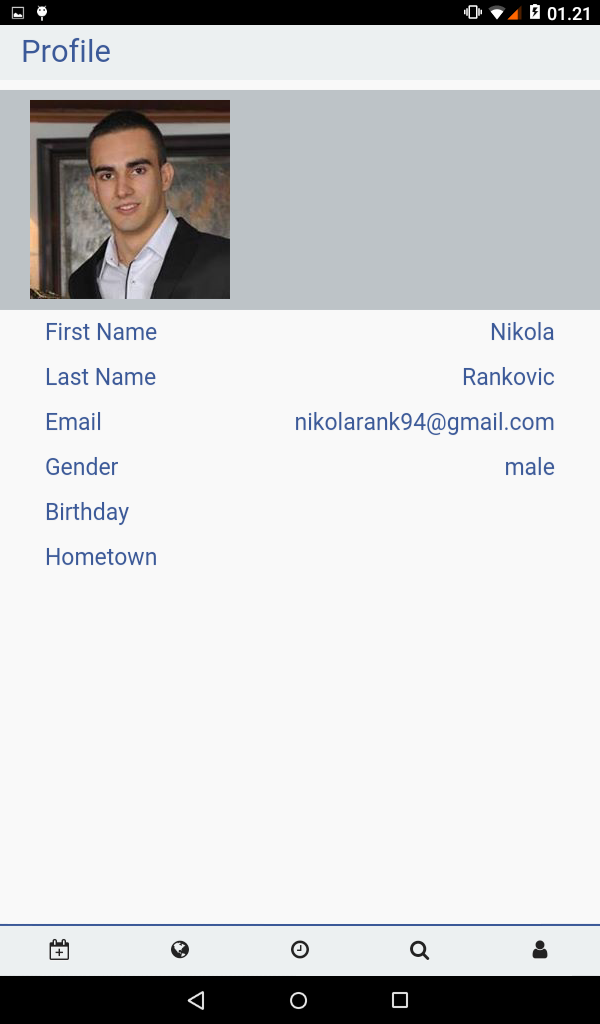 01.21
Profile
First Name Nikola
Last Name Rankovic
Email nikolarank94@gmail.com
Gender male
Birthday
Hometown